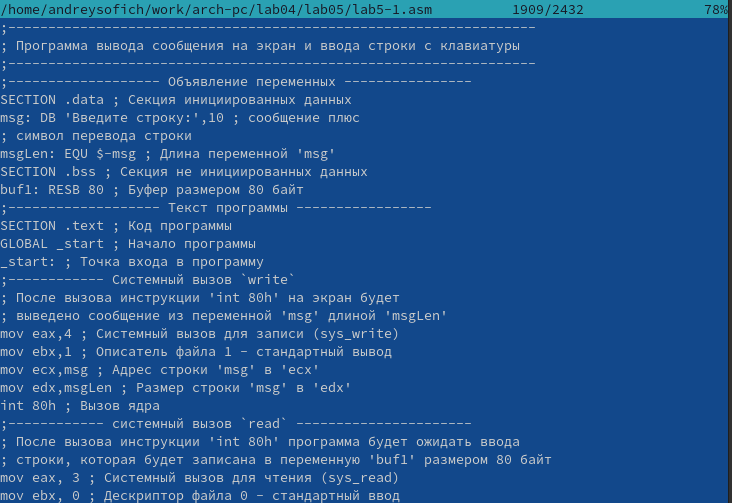 /home/andreysofich/work/arch-pc/lab04/lab05/lab5-1.asm 1909/2432 78%
;------------------------------------------------------------------
; Программа вывода сообщения на экран и ввода строки с клавиатуры
;------------------------------------------------------------------
;------------------- Объявление переменных ----------------
SECTION .data ; Секция инициированных данных
msg: DB 'Введите строку:',10 ; сообщение плюс
; символ перевода строки
msgLen: EQU $-msg ; Длина переменной 'msg'
SECTION .bss ; Секция не инициированных данных
buf1: RESB 80 ; Буфер размером 80 байт
;------------------- Текст программы -----------------
SECTION .text ; Код программы
GLOBAL _start ; Начало программы
_start: ; Точка входа в программу
;------------ Cистемный вызов `write`
; После вызова инструкции 'int 80h' на экран будет
; выведено сообщение из переменной 'msg' длиной 'msgLen'
mov eax,4 ; Системный вызов для записи (sys_write)
mov ebx,1 ; Описатель файла 1 - стандартный вывод
mov ecx,msg ; Адрес строки 'msg' в 'ecx'
mov edx,msgLen ; Размер строки 'msg' в 'edx'
int 80h ; Вызов ядра
;------------ системный вызов `read` ----------------------
; После вызова инструкции 'int 80h' программа будет ожидать ввода
; строки, которая будет записана в переменную 'buf1' размером 80 байт
mov eax, 3 ; Системный вызов для чтения (sys_read)
mov ebx, 0 ; Дескриптор файла 0 - стандартный ввод